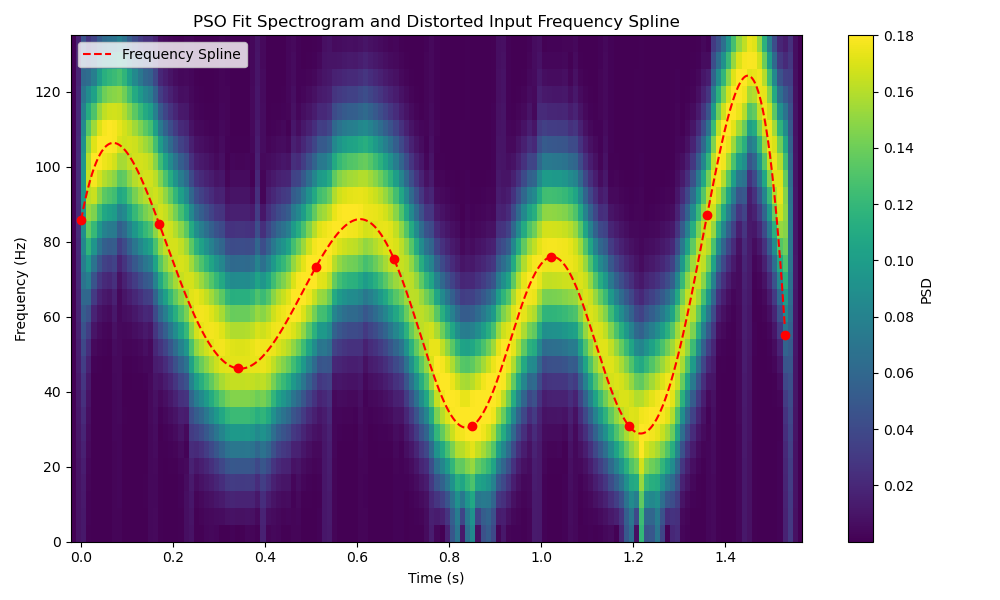 PSO Fit Spectrogram and Distorted Input Frequency Spline
Frequency Spline
Frequency (Hz)
120
100
80
60
40
20
0
0.0 0.2 0.4 0.6 0.8 1.0 1.2 1.4
Time (s)
0.18
0.16
0.14
0.12
0.10
0.08
0.06
0.04
0.02
PSD